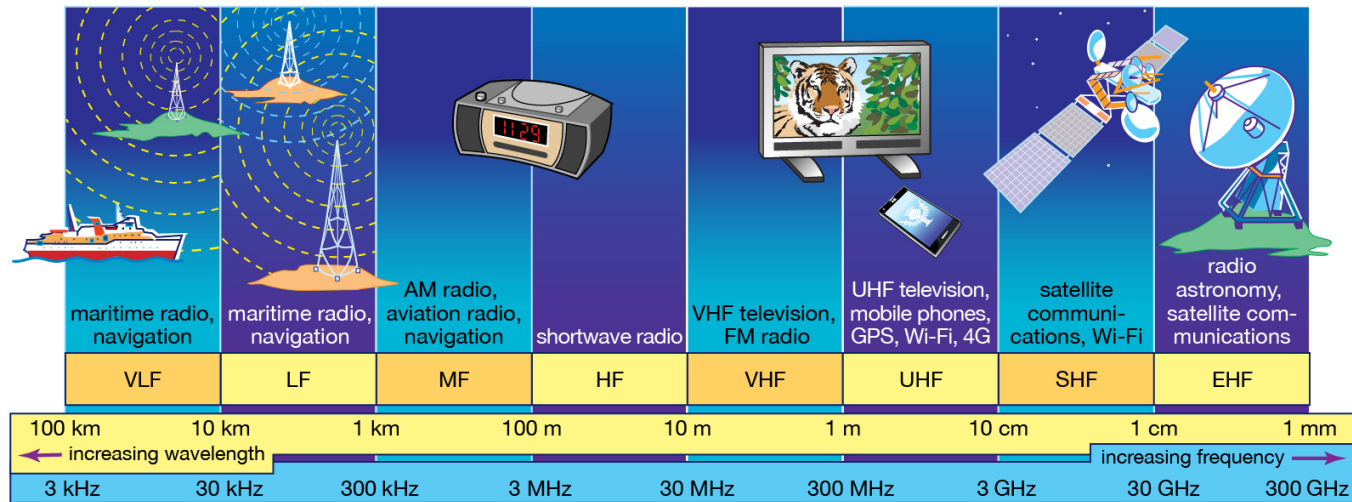 11:29
maritime radio,
navigation
maritime radio,
navigation
AM radio,
aviation radio,
navigation
shortwave radio
VHF television,
FM radio
UHF television,
mobile phones,
GPS, Wi-Fi, 4G
satellite
communi-
cations, Wi-Fi
radio
astronomy,
satellite com-
munications
VLF LF MF HF VHF UHF SHF EHF
100 km 10 km 1 km 100 m 10 m 1 m 10 cm 1 cm 1 mm
increasing wavelength increasing frequency
3 kHz 30 kHz 300 kHz 3 MHz 30 MHz 300 MHz 3 GHz 30 GHz 300 GHz